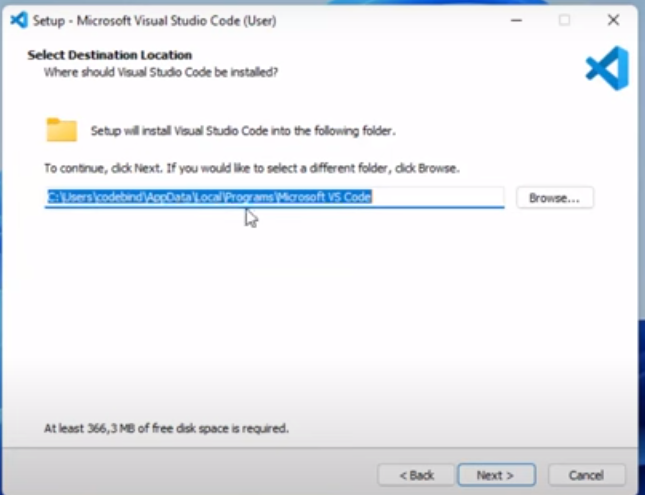 Setup - Microsoft Visual Studio Code (User)
Select Destination Location
Where should Visual Studio Code be installed?
Setup will install Visual Studio Code into the following folder.
To continue, click Next. If you would like to select a different folder, click Browse.
C:\Users\codebind\AppData\Local\Programs\Microsoft VS Code
Browse...
At least 366,3 MB of free disk space is required.
< Back
Next >
Cancel